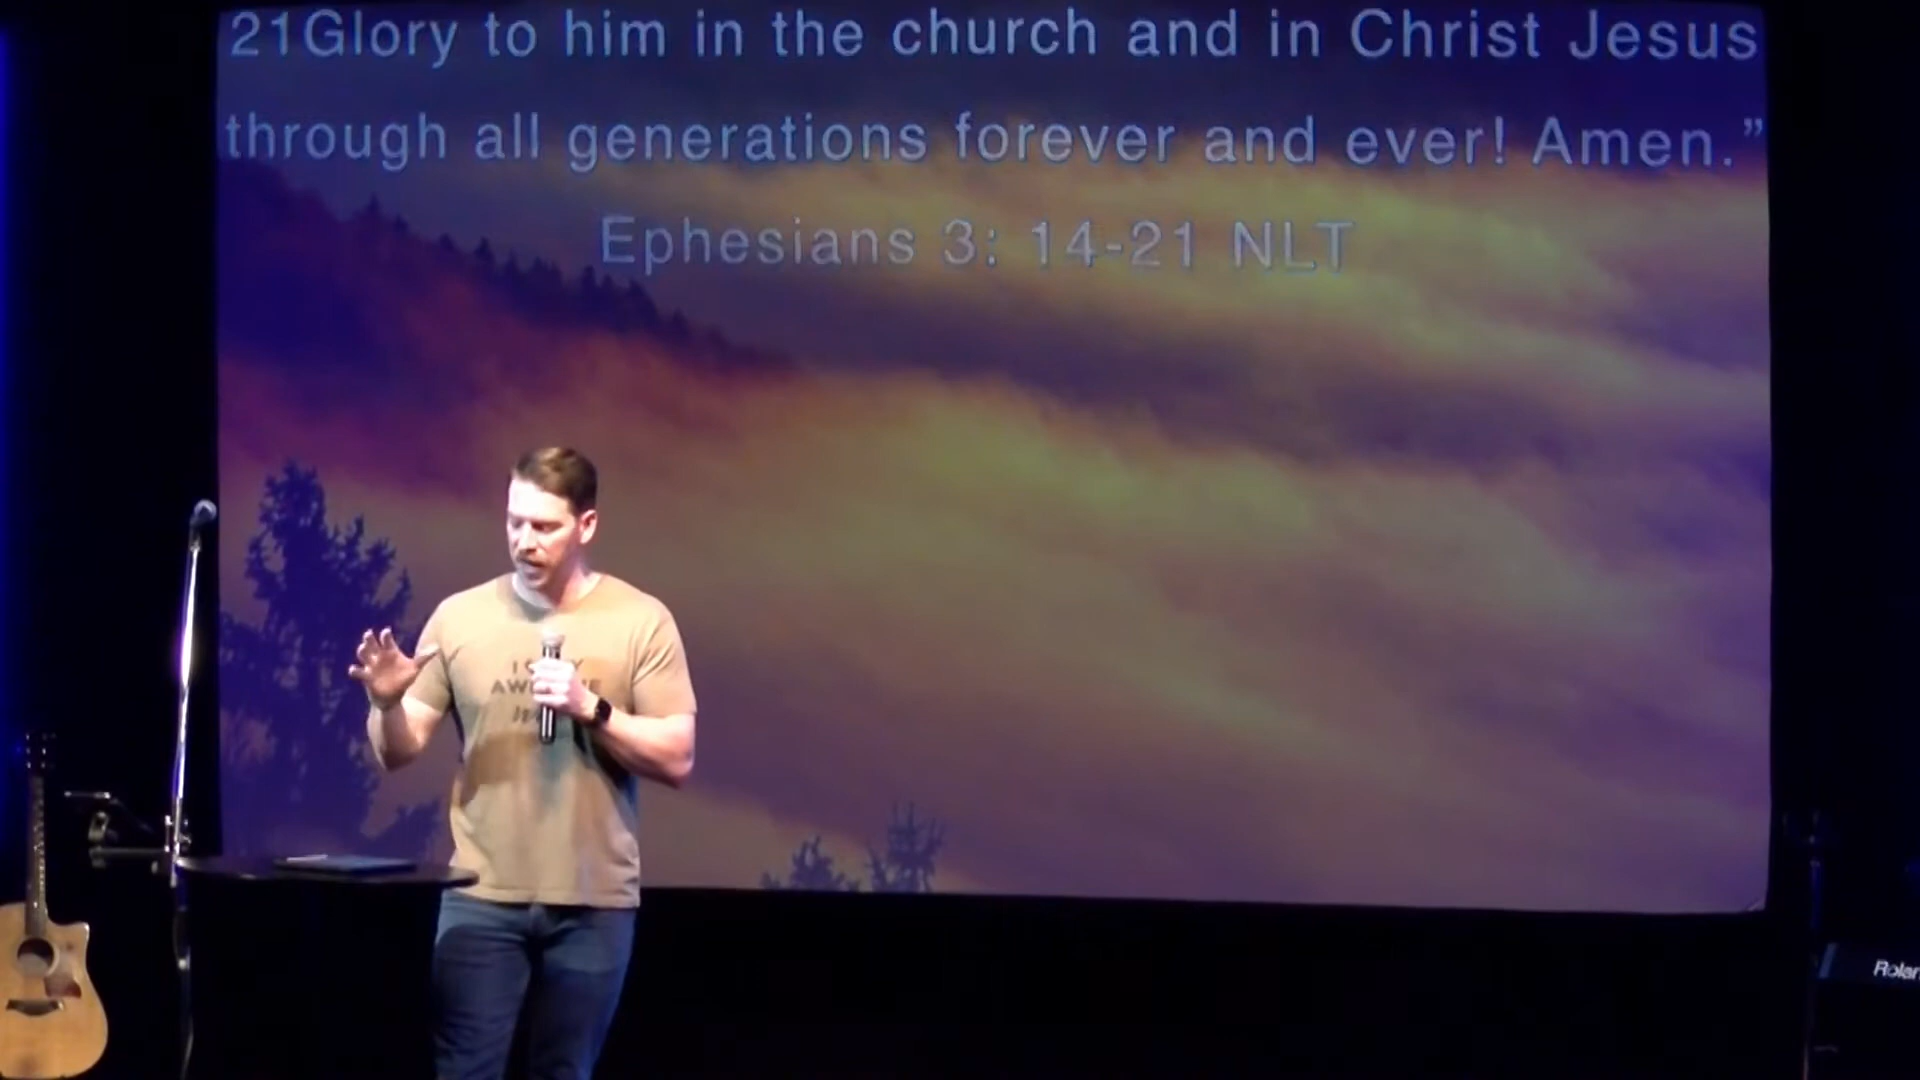 21Glory to him in the church and in Christ Jesus
through all generations forever and ever! Amen.”
Ephesians 3: 14-21 NLT
I